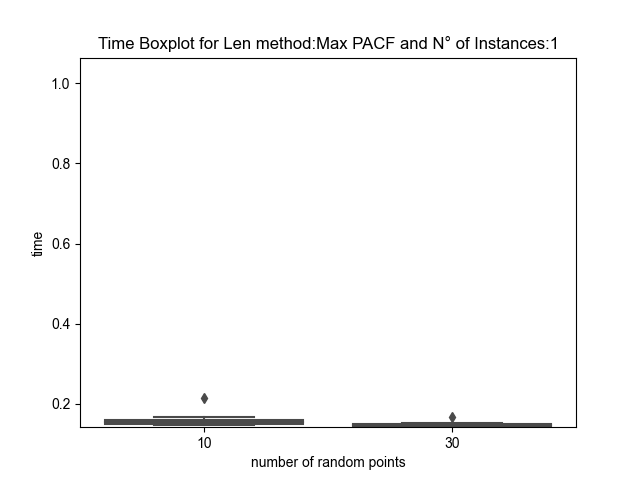 Time Boxplot for Len method:Max PACF and N° of Instances:1
1.0
0.8
0.6
0.4
0.2
time
10
30
number of random points